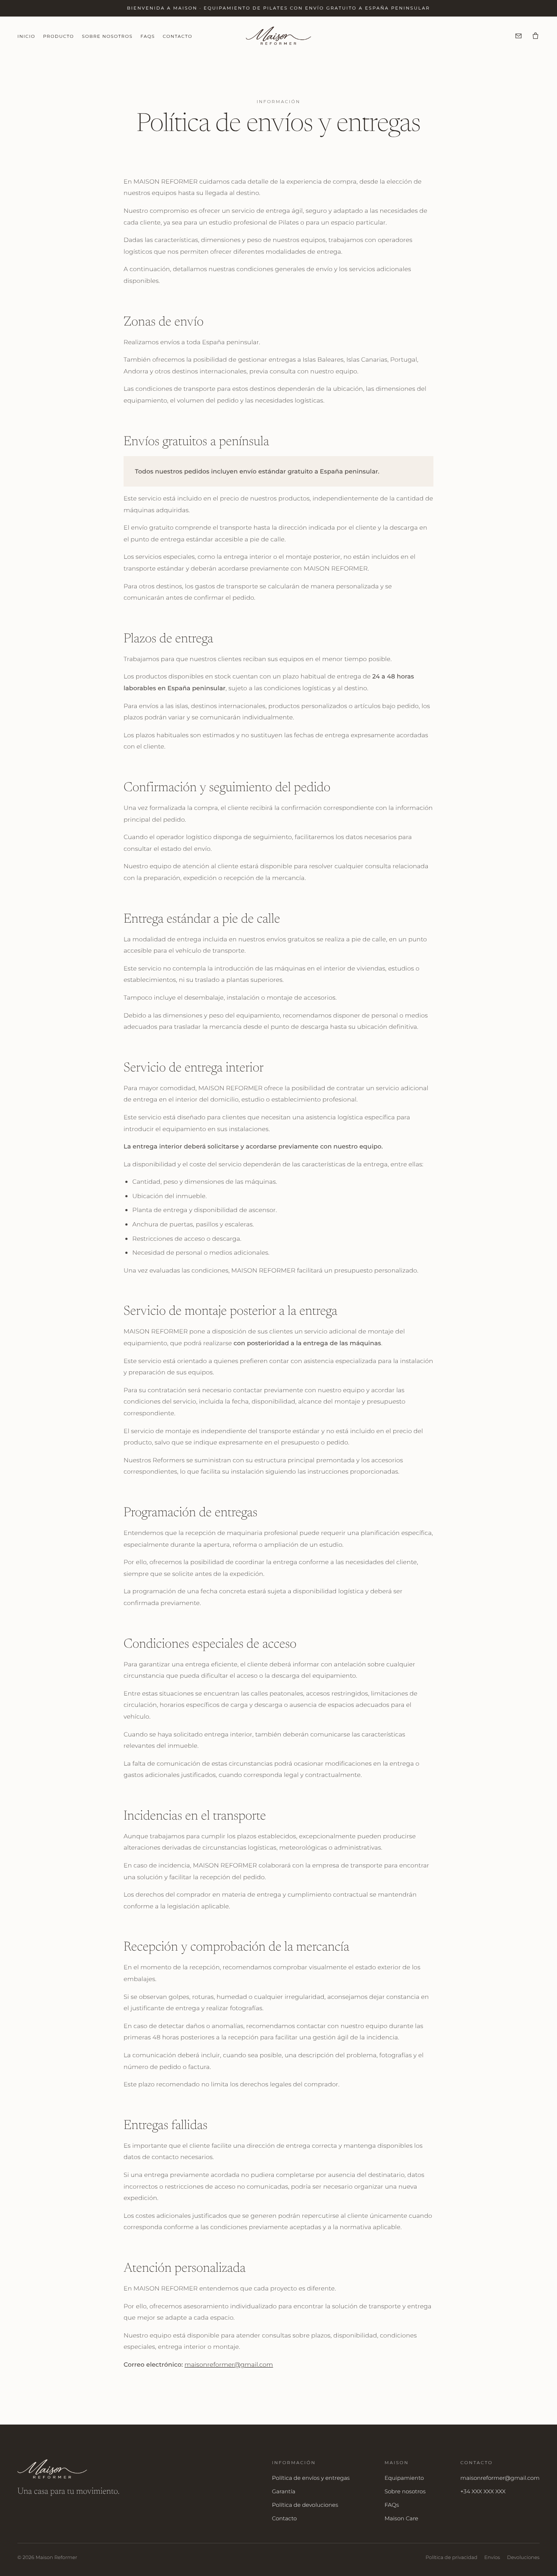 BIENVENIDA A MAISON · EQUIPAMIENTO DE PILATES CON ENVÍO GRATUITO A ESPAÑA PENINSULAR
INICIO PRODUCTO SOBRE NOSOTROS FAQS CONTACTO
Maison
REFORMER
INFORMACIÓN
Política de envíos y entregas
En MAISON REFORMER cuidamos cada detalle de la experiencia de compra, desde la elección de
nuestros equipos hasta su llegada al destino.
Nuestro compromiso es ofrecer un servicio de entrega ágil, seguro y adaptado a las necesidades de
cada cliente, ya sea para un estudio profesional de Pilates o para un espacio particular.
Dadas las características, dimensiones y peso de nuestros equipos, trabajamos con operadores
logísticos que nos permiten ofrecer diferentes modalidades de entrega.
A continuación, detallamos nuestras condiciones generales de envío y los servicios adicionales
disponibles.
Zonas de envío
Realizamos envíos a toda España peninsular.
También ofrecemos la posibilidad de gestionar entregas a Islas Baleares, Islas Canarias, Portugal,
Andorra y otros destinos internacionales, previa consulta con nuestro equipo.
Las condiciones de transporte para estos destinos dependerán de la ubicación, las dimensiones del
equipamiento, el volumen del pedido y las necesidades logísticas.
Envíos gratuitos a península
Todos nuestros pedidos incluyen envío estándar gratuito a España peninsular.
Este servicio está incluido en el precio de nuestros productos, independientemente de la cantidad de
máquinas adquiridas.
El envío gratuito comprende el transporte hasta la dirección indicada por el cliente y la descarga en
el punto de entrega estándar accesible a pie de calle.
Los servicios especiales, como la entrega interior o el montaje posterior, no están incluidos en el
transporte estándar y deberán acordarse previamente con MAISON REFORMER.
Para otros destinos, los gastos de transporte se calcularán de manera personalizada y se
comunicarán antes de confirmar el pedido.
Plazos de entrega
Trabajamos para que nuestros clientes reciban sus equipos en el menor tiempo posible.
Los productos disponibles en stock cuentan con un plazo habitual de entrega de 24 a 48 horas
laborables en España peninsular, sujeto a las condiciones logísticas y al destino.
Para envíos a las islas, destinos internacionales, productos personalizados o artículos bajo pedido, los
plazos podrán variar y se comunicarán individualmente.
Los plazos habituales son estimados y no sustituyen las fechas de entrega expresamente acordadas
con el cliente.
Confirmación y seguimiento del pedido
Una vez formalizada la compra, el cliente recibirá la confirmación correspondiente con la información
principal del pedido.
Cuando el operador logístico disponga de seguimiento, facilitaremos los datos necesarios para
consultar el estado del envío.
Nuestro equipo de atención al cliente estará disponible para resolver cualquier consulta relacionada
con la preparación, expedición o recepción de la mercancía.
Entrega estándar a pie de calle
La modalidad de entrega incluida en nuestros envíos gratuitos se realiza a pie de calle, en un punto
accesible para el vehículo de transporte.
Este servicio no contempla la introducción de las máquinas en el interior de viviendas, estudios o
establecimientos, ni su traslado a plantas superiores.
Tampoco incluye el desembalaje, instalación o montaje de accesorios.
Debido a las dimensiones y peso del equipamiento, recomendamos disponer de personal o medios
adecuados para trasladar la mercancía desde el punto de descarga hasta su ubicación definitiva.
Servicio de entrega interior
Para mayor comodidad, MAISON REFORMER ofrece la posibilidad de contratar un servicio adicional
de entrega en el interior del domicilio, estudio o establecimiento profesional.
Este servicio está diseñado para clientes que necesitan una asistencia logística específica para
introducir el equipamiento en sus instalaciones.
La entrega interior deberá solicitarse y acordarse previamente con nuestro equipo.
La disponibilidad y el coste del servicio dependerán de las características de la entrega, entre ellas:
• Cantidad, peso y dimensiones de las máquinas.
• Ubicación del inmueble.
• Planta de entrega y disponibilidad de ascensor.
• Anchura de puertas, pasillos y escaleras.
• Restricciones de acceso o descarga.
• Necesidad de personal o medios adicionales.
Una vez evaluadas las condiciones, MAISON REFORMER facilitará un presupuesto personalizado.
Servicio de montaje posterior a la entrega
MAISON REFORMER pone a disposición de sus clientes un servicio adicional de montaje del
equipamiento, que podrá realizarse con posterioridad a la entrega de las máquinas.
Este servicio está orientado a quienes prefieren contar con asistencia especializada para la instalación
y preparación de sus equipos.
Para su contratación será necesario contactar previamente con nuestro equipo y acordar las
condiciones del servicio, incluida la fecha, disponibilidad, alcance del montaje y presupuesto
correspondiente.
El servicio de montaje es independiente del transporte estándar y no está incluido en el precio del
producto, salvo que se indique expresamente en el presupuesto o pedido.
Nuestros Reformers se suministran con su estructura principal premontada y los accesorios
correspondientes, lo que facilita su instalación siguiendo las instrucciones proporcionadas.
Programación de entregas
Entendemos que la recepción de maquinaria profesional puede requerir una planificación específica,
especialmente durante la apertura, reforma o ampliación de un estudio.
Por ello, ofrecemos la posibilidad de coordinar la entrega conforme a las necesidades del cliente,
siempre que se solicite antes de la expedición.
La programación de una fecha concreta estará sujeta a disponibilidad logística y deberá ser
confirmada previamente.
Condiciones especiales de acceso
Para garantizar una entrega eficiente, el cliente deberá informar con antelación sobre cualquier
circunstancia que pueda dificultar el acceso o la descarga del equipamiento.
Entre estas situaciones se encuentran las calles peatonales, accesos restringidos, limitaciones de
circulación, horarios específicos de carga y descarga o ausencia de espacios adecuados para el
vehículo.
Cuando se haya solicitado entrega interior, también deberán comunicarse las características
relevantes del inmueble.
La falta de comunicación de estas circunstancias podrá ocasionar modificaciones en la entrega o
gastos adicionales justificados, cuando corresponda legal y contractualmente.
Incidencias en el transporte
Aunque trabajamos para cumplir los plazos establecidos, excepcionalmente pueden producirse
alteraciones derivadas de circunstancias logísticas, meteorológicas o administrativas.
En caso de incidencia, MAISON REFORMER colaborará con la empresa de transporte para encontrar
una solución y facilitar la recepción del pedido.
Los derechos del comprador en materia de entrega y cumplimiento contractual se mantendrán
conforme a la legislación aplicable.
Recepción y comprobación de la mercancía
En el momento de la recepción, recomendamos comprobar visualmente el estado exterior de los
embalajes.
Si se observan golpes, roturas, humedad o cualquier irregularidad, aconsejamos dejar constancia en
el justificante de entrega y realizar fotografías.
En caso de detectar daños o anomalías, recomendamos contactar con nuestro equipo durante las
primeras 48 horas posteriores a la recepción para facilitar una gestión ágil de la incidencia.
La comunicación deberá incluir, cuando sea posible, una descripción del problema, fotografías y el
número de pedido o factura.
Este plazo recomendado no limita los derechos legales del comprador.
Entregas fallidas
Es importante que el cliente facilite una dirección de entrega correcta y mantenga disponibles los
datos de contacto necesarios.
Si una entrega previamente acordada no pudiera completarse por ausencia del destinatario, datos
incorrectos o restricciones de acceso no comunicadas, podría ser necesario organizar una nueva
expedición.
Los costes adicionales justificados que se generen podrán repercutirse al cliente únicamente cuando
corresponda conforme a las condiciones previamente aceptadas y a la normativa aplicable.
Atención personalizada
En MAISON REFORMER entendemos que cada proyecto es diferente.
Por ello, ofrecemos asesoramiento individualizado para encontrar la solución de transporte y entrega
que mejor se adapte a cada espacio.
Nuestro equipo está disponible para atender consultas sobre plazos, disponibilidad, condiciones
especiales, entrega interior o montaje.
Correo electrónico: maisonreformer@gmail.com
Maison
REFORMER
Una casa para tu movimiento.
INFORMACIÓN
Política de envíos y entregas
Garantía
Política de devoluciones
Contacto
MAISON
Equipamiento
Sobre nosotros
FAQs
Maison Care
CONTACTO
maisonreformer@gmail.com
+34 XXX XXX XXX
© 2026 Maison Reformer
Política de privacidad Envíos Devoluciones